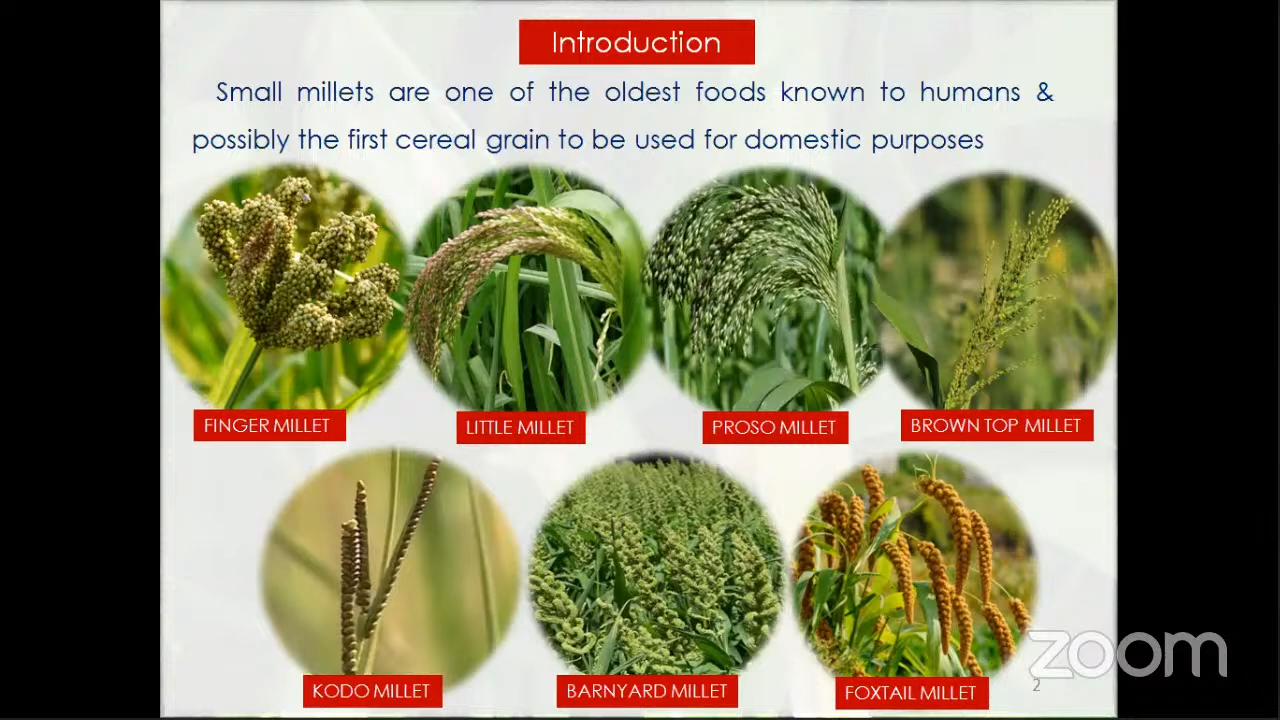 Introduction
Small millets are one of the oldest foods known to humans &
possibly the first cereal grain to be used for domestic purposes
FINGER MILLET
LITTLE MILLET
PROSO MILLET
BROWN TOP MILLET
KODO MILLET
BARNYARD MILLET
FOXTAIL MILLET
2
zoom